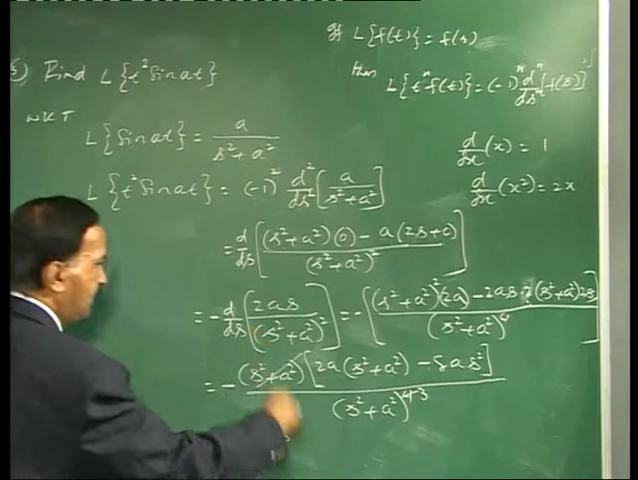 If L{f(t)} = f(s)
then L{tⁿf(t)} = (-1)ⁿ dⁿ/dsⁿ [f(s)]
) Find L{t² Sin at}
WKT
L{Sin at} = a/(s²+a²)
d/dx (x) = 1
L{t² Sin at} = (-1)² d²/ds² [a/(s²+a²)]
d/dx (x²) = 2x
= d/ds [((s²+a²)(0) - a(2s+0))/(s²+a²)²]
= - d/ds [2as/(s²+a²)²] = - [((s²+a²)²(2a) - 2as·2(s²+a²)2s)/(s²+a²)⁴]
= - (s²+a²)[2a(s²+a²) - 8as²]/(s²+a²)⁴ ³